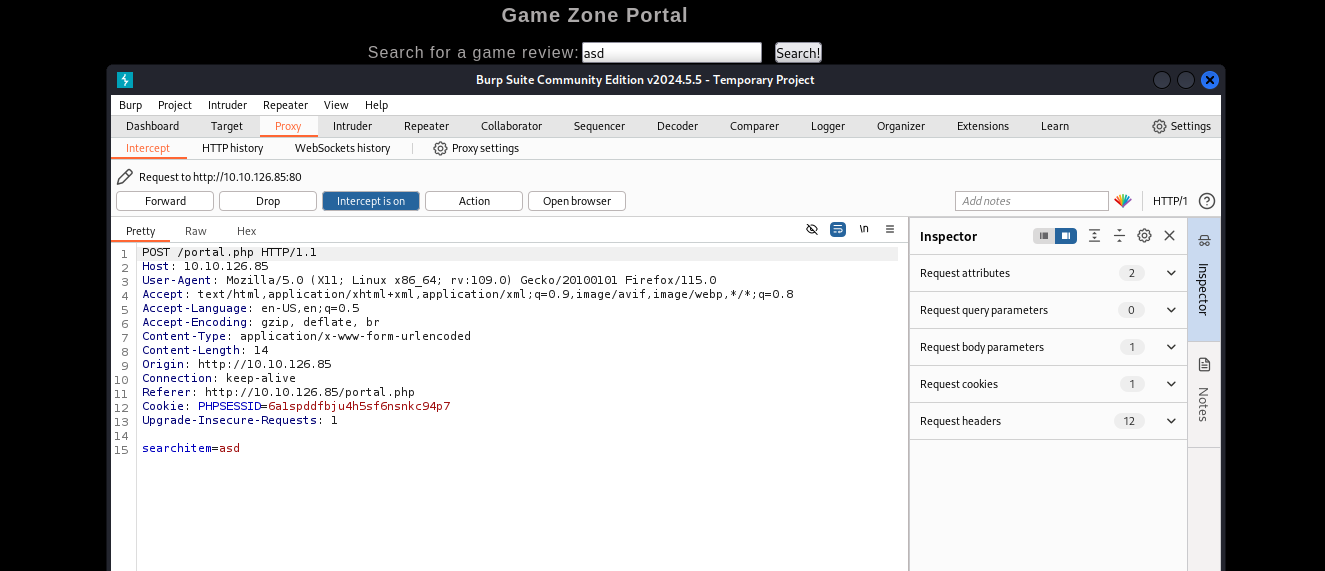 Game Zone Portal
Search for a game review: asd Search!
Burp Suite Community Edition v2024.5.5 - Temporary Project
Burp Project Intruder Repeater View Help
Dashboard Target Proxy Intruder Repeater Collaborator Sequencer Decoder Comparer Logger Organizer Extensions Learn Settings
Intercept HTTP history WebSockets history Proxy settings
Request to http://10.10.126.85:80
Forward Drop Intercept is on Action Open browser Add notes HTTP/1
Pretty Raw Hex \n
1 POST /portal.php HTTP/1.1
2 Host: 10.10.126.85
3 User-Agent: Mozilla/5.0 (X11; Linux x86_64; rv:109.0) Gecko/20100101 Firefox/115.0
4 Accept: text/html,application/xhtml+xml,application/xml;q=0.9,image/avif,image/webp,*/*;q=0.8
5 Accept-Language: en-US,en;q=0.5
6 Accept-Encoding: gzip, deflate, br
7 Content-Type: application/x-www-form-urlencoded
8 Content-Length: 14
9 Origin: http://10.10.126.85
10 Connection: keep-alive
11 Referer: http://10.10.126.85/portal.php
12 Cookie: PHPSESSID=6a1spddfbju4h5sf6nsnkc94p7
13 Upgrade-Insecure-Requests: 1
14
15 searchitem=asd
Inspector
Request attributes 2
Request query parameters 0
Request body parameters 1
Request cookies 1
Request headers 12
Inspector
Notes